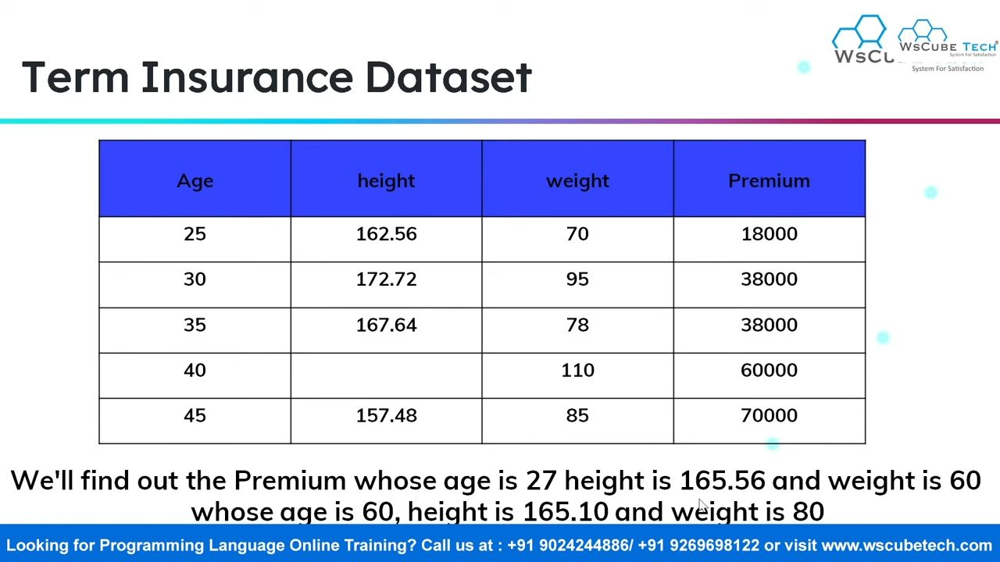 WsCu
WsCube Tech®
System For Satisfaction
System For Satisfaction
Term Insurance Dataset
Age height weight Premium
25 162.56 70 18000
30 172.72 95 38000
35 167.64 78 38000
40 110 60000
45 157.48 85 70000
We'll find out the Premium whose age is 27 height is 165.56 and weight is 60
whose age is 60, height is 165.10 and weight is 80
Looking for Programming Language Online Training? Call us at : +91 9024244886/ +91 9269698122 or visit www.wscubetech.com